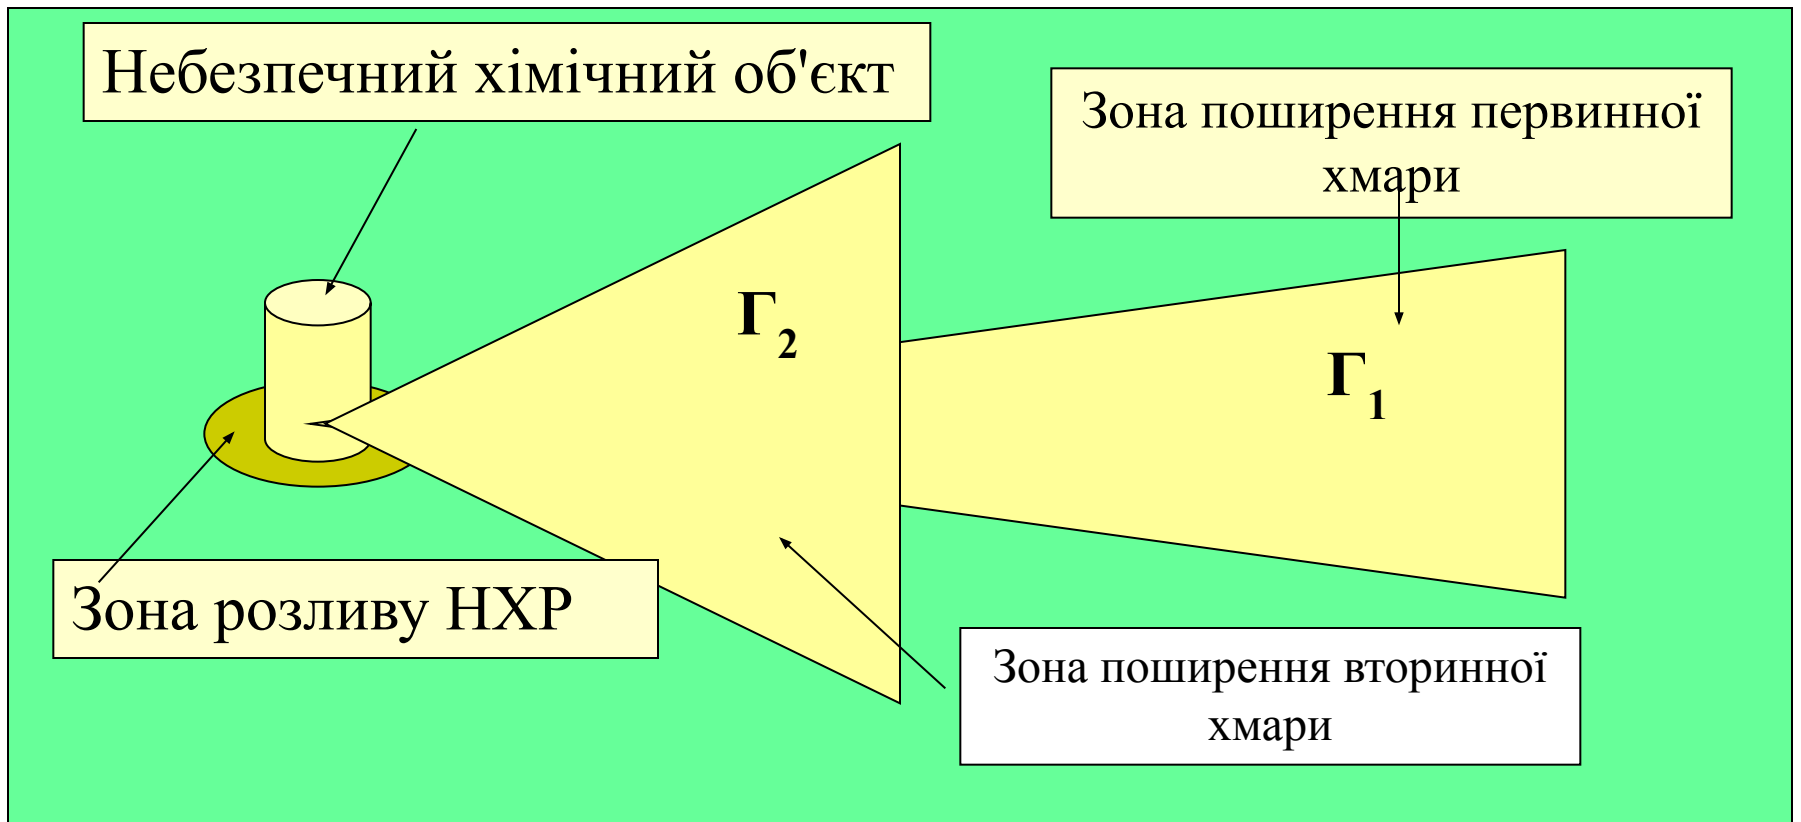 Небезпечний хімічний об'єкт
Зона поширення первинної
хмари
Г2
Г1
Зона розливу НХР
Зона поширення вторинної
хмари